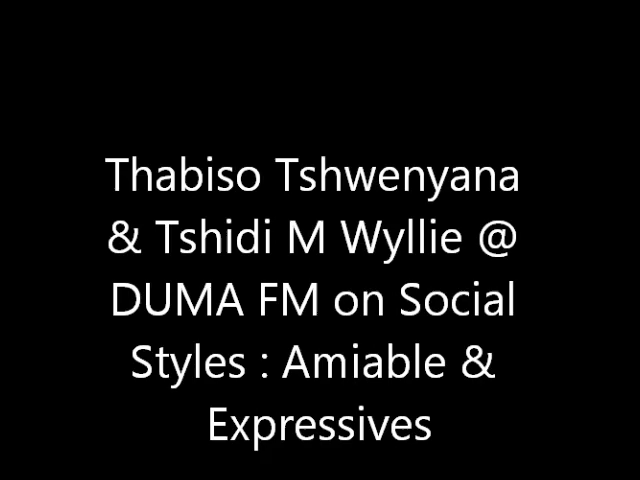 Thabiso Tshwenyana
& Tshidi M Wyllie @
DUMA FM on Social
Styles : Amiable &
Expressives